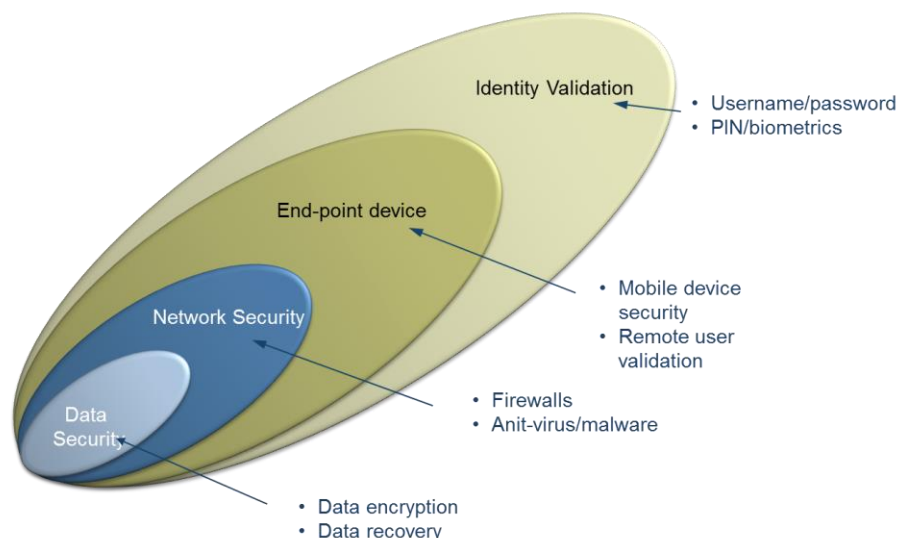 Identity Validation
• Username/password
• PIN/biometrics
End-point device
• Mobile device
security
• Remote user
validation
Network Security
• Firewalls
• Anit-virus/malware
Data
Security
• Data encryption
• Data recovery